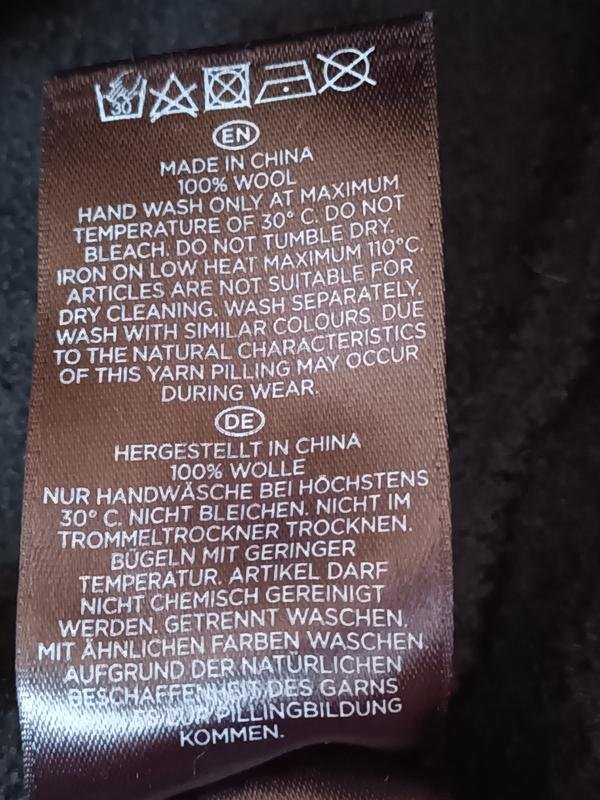 30
EN
MADE IN CHINA
100% WOOL
HAND WASH ONLY AT MAXIMUM
TEMPERATURE OF 30° C. DO NOT
BLEACH. DO NOT TUMBLE DRY.
IRON ON LOW HEAT MAXIMUM 110°C.
ARTICLES ARE NOT SUITABLE FOR
DRY CLEANING. WASH SEPARATELY,
WASH WITH SIMILAR COLOURS. DUE
TO THE NATURAL CHARACTERISTICS
OF THIS YARN PILLING MAY OCCUR
DURING WEAR.
DE
HERGESTELLT IN CHINA
100% WOLLE
NUR HANDWÄSCHE BEI HÖCHSTENS
30° C. NICHT BLEICHEN. NICHT IM
TROMMELTROCKNER TROCKNEN.
BÜGELN MIT GERINGER
TEMPERATUR. ARTIKEL DARF
NICHT CHEMISCH GEREINIGT
WERDEN. GETRENNT WASCHEN.
MIT ÄHNLICHEN FARBEN WASCHEN
AUFGRUND DER NATÜRLICHEN
BESCHAFFENHEIT DES GARNS
ES ZUR PILLINGBILDUNG
KOMMEN.